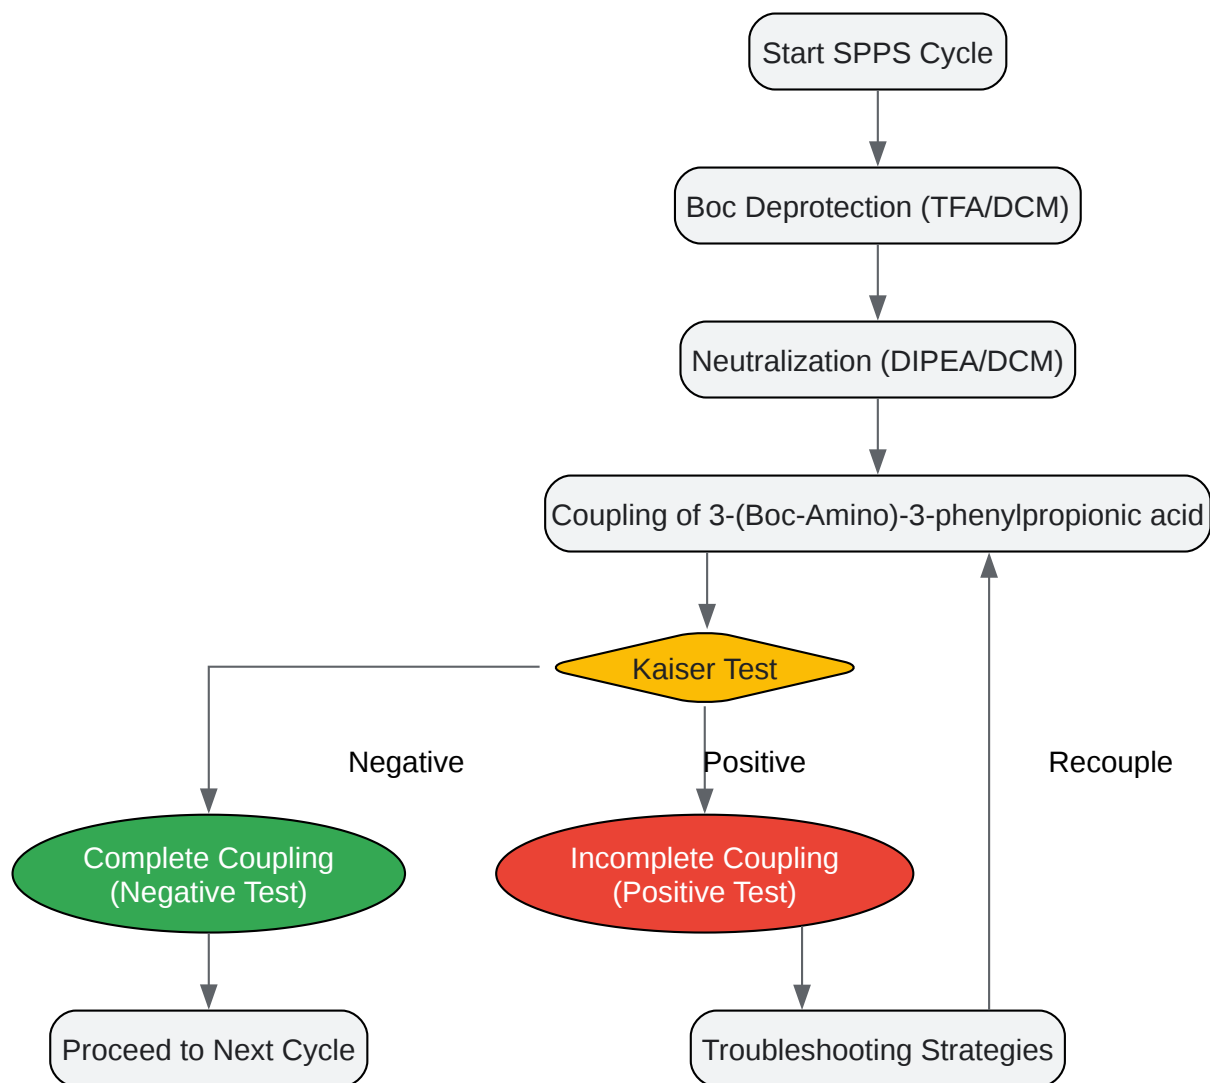 Start SPPS Cycle
Boc Deprotection (TFA/DCM)
Neutralization (DIPEA/DCM)
Coupling of 3-(Boc-Amino)-3-phenylpropionic acid
Kaiser Test
Negative
Positive
Recouple
Complete Coupling
(Negative Test)
Incomplete Coupling
(Positive Test)
Proceed to Next Cycle
Troubleshooting Strategies